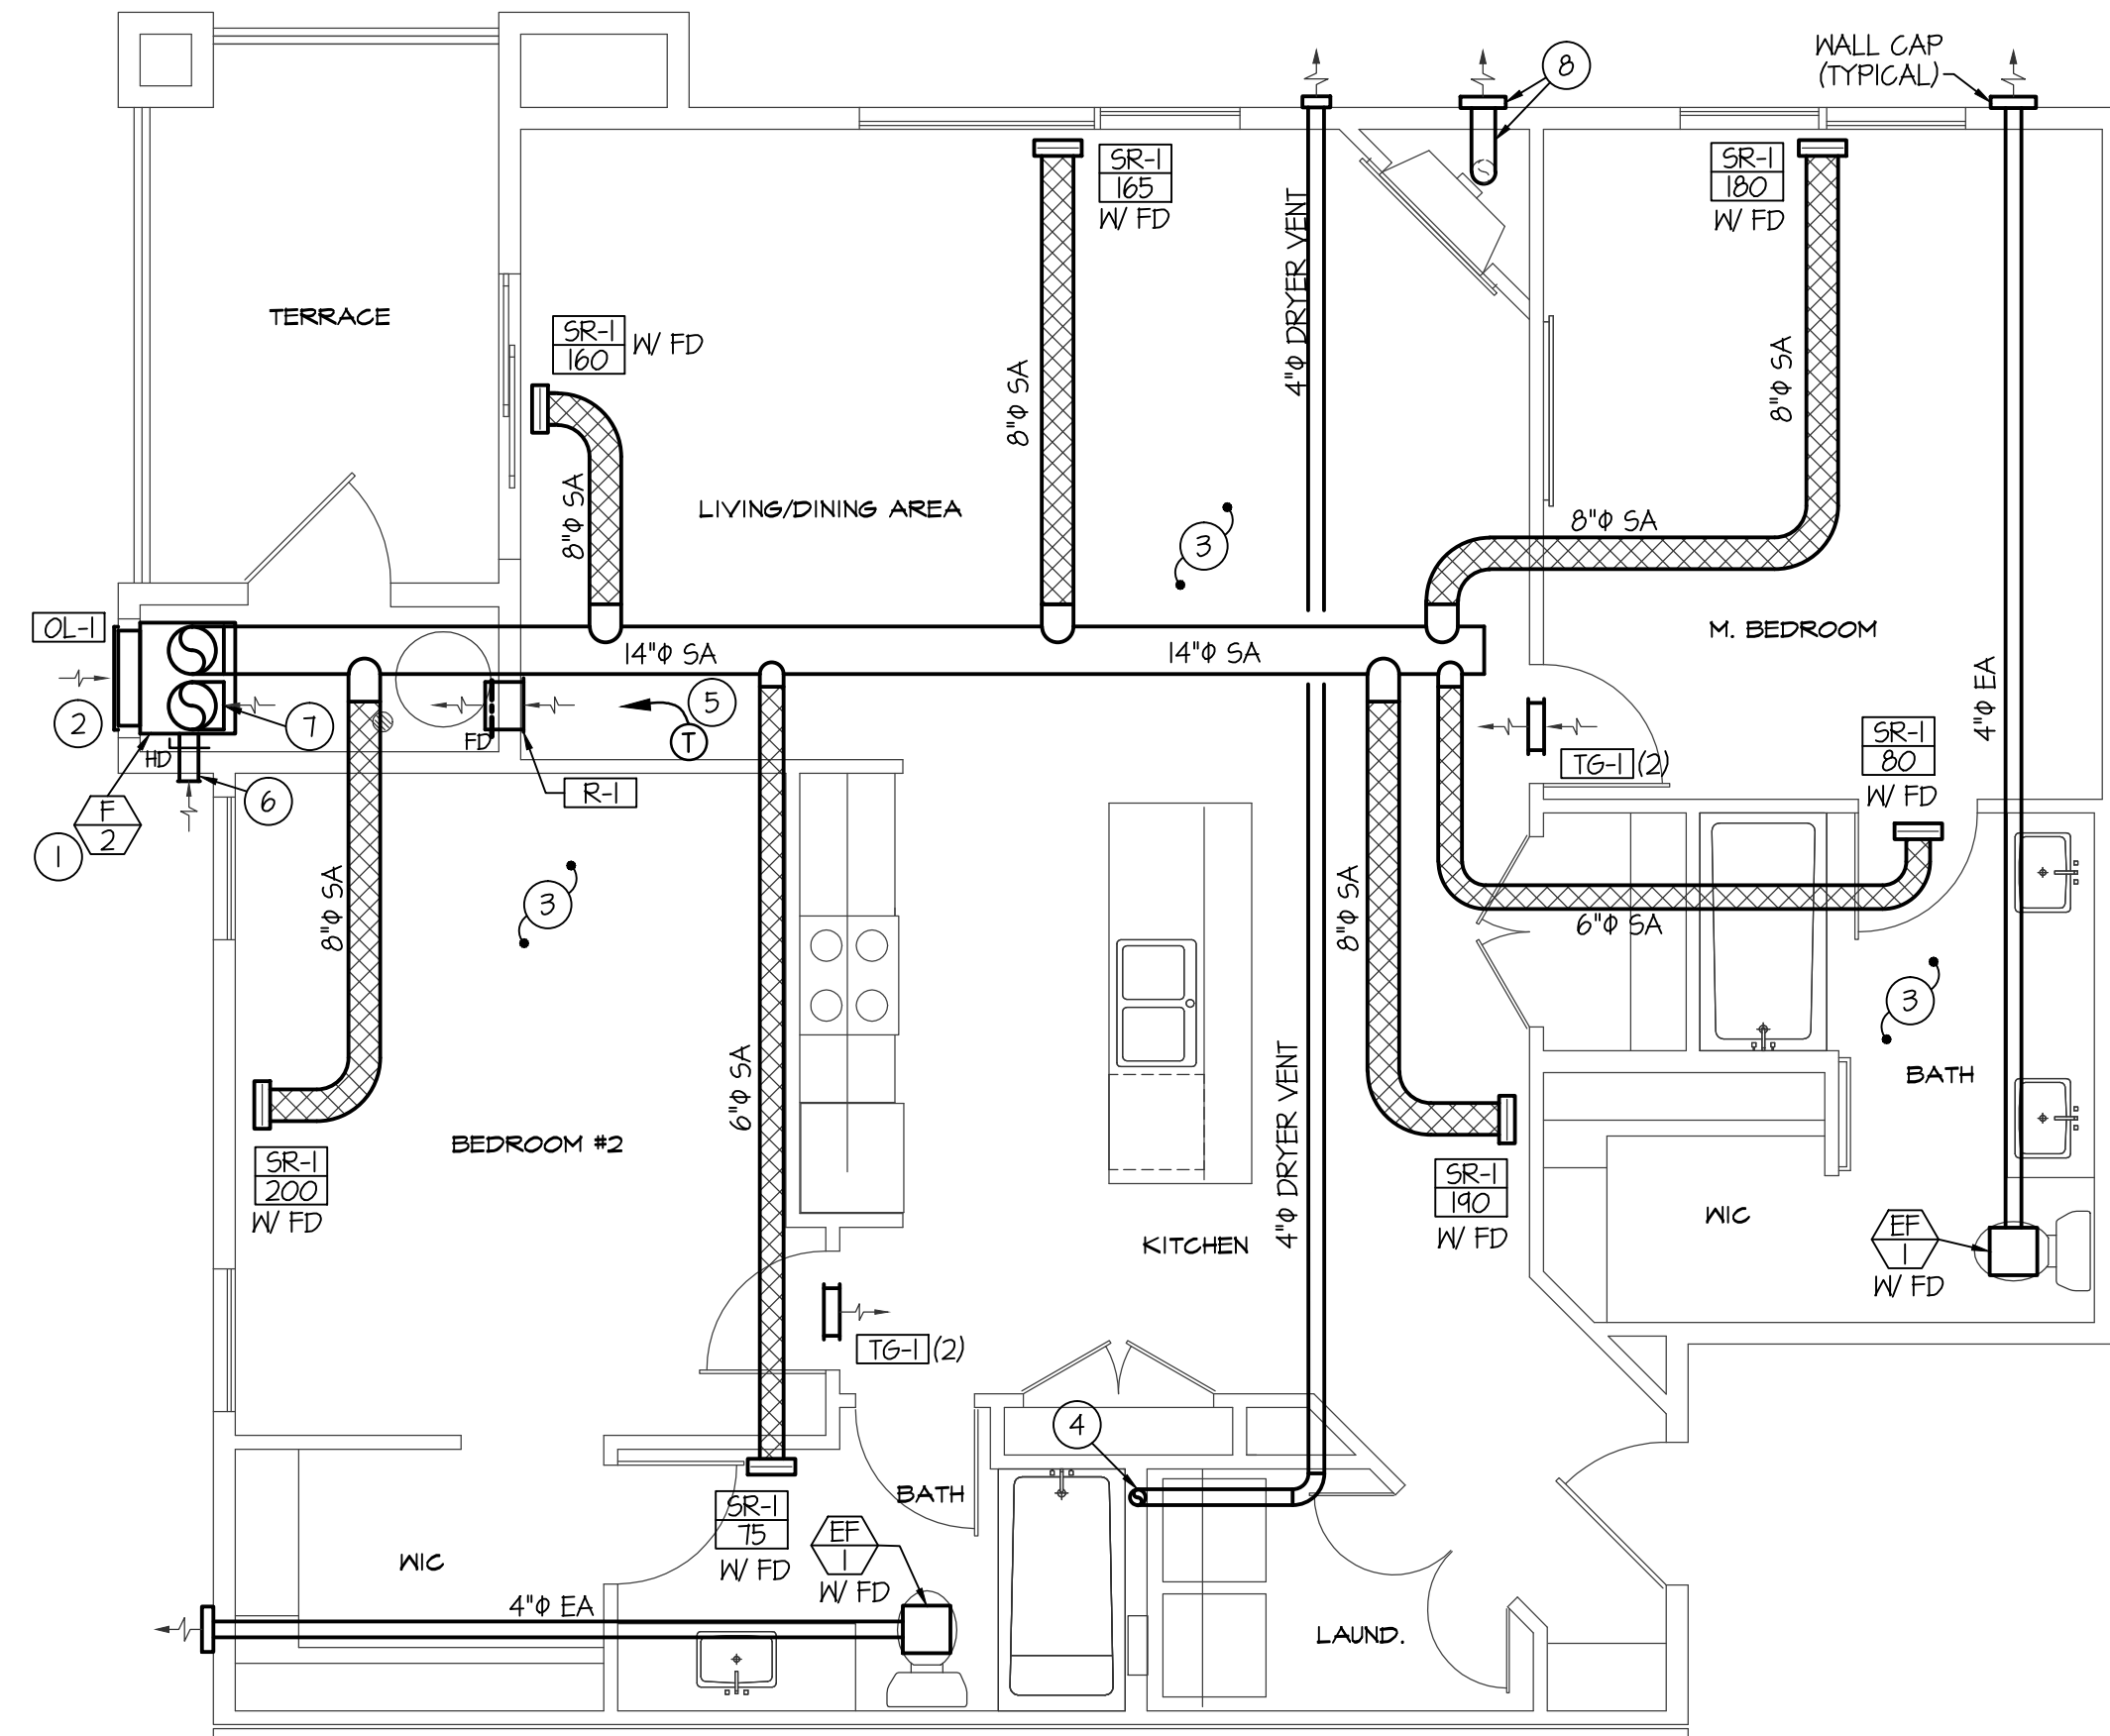 WALL CAP
(TYPICAL)
8
SR-1
165
W/ FD
SR-1
180
W/ FD
4"Φ DRYER VENT
TERRACE
SR-1
160
W/ FD
8"Φ SA
8"Φ SA
8"Φ SA
LIVING/DINING AREA
8"Φ SA
3
8"Φ SA
OL-1
14"Φ SA
14"Φ SA
M. BEDROOM
4"Φ EA
2
7
FD
5
T
HD
6
R-1
TG-1 (2)
SR-1
80
W/ FD
F
2
1
8"Φ SA
3
8"Φ SA
6"Φ SA
3
6"Φ SA
4"Φ DRYER VENT
BATH
BEDROOM #2
SR-1
200
W/ FD
SR-1
190
W/ FD
KITCHEN
WIC
EF
1
W/ FD
TG-1 (2)
4
BATH
SR-1
75
W/ FD
EF
1
W/ FD
WIC
4"Φ EA
LAUND.